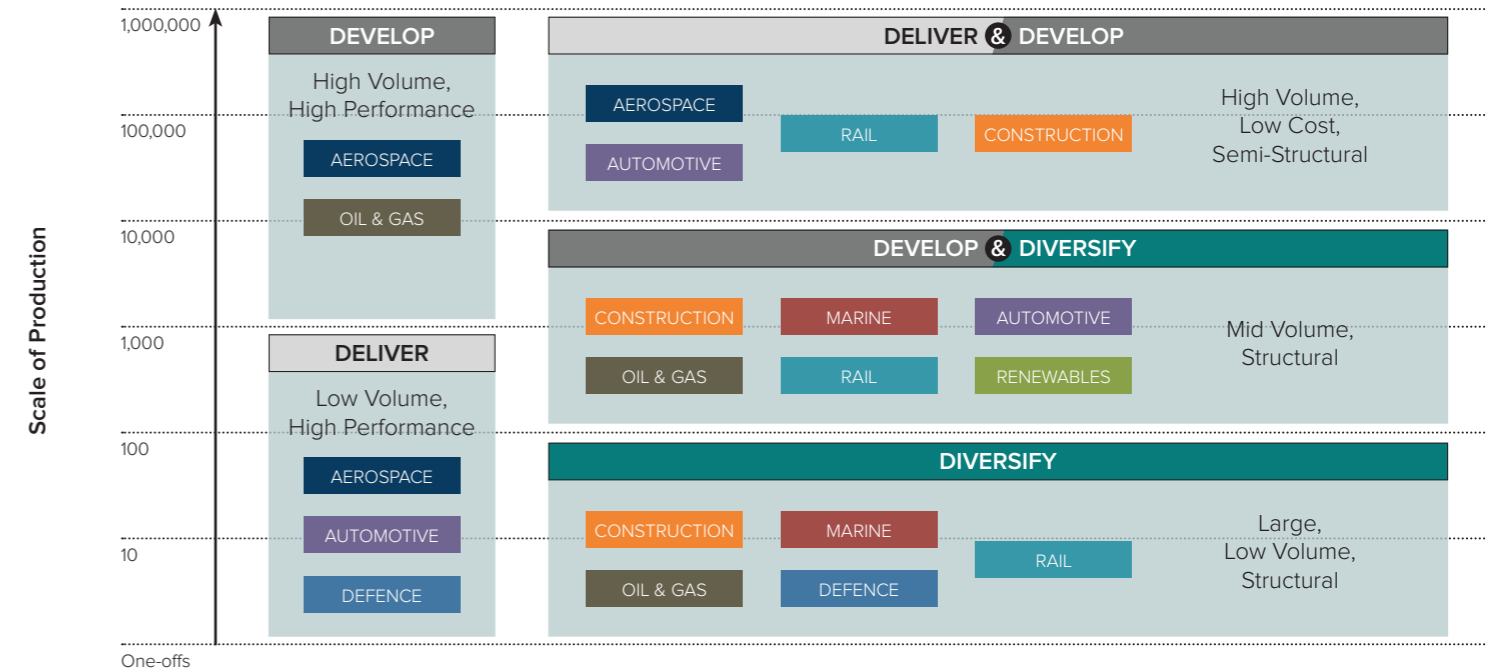 Scale of Production
1,000,000
100,000
10,000
1,000
100
10
One-offs
DEVELOP
High Volume,
High Performance
AEROSPACE
OIL & GAS
DELIVER
Low Volume,
High Performance
AEROSPACE
AUTOMOTIVE
DEFENCE
DELIVER & DEVELOP
AEROSPACE
AUTOMOTIVE
RAIL
CONSTRUCTION
High Volume,
Low Cost,
Semi-Structural
DEVELOP & DIVERSIFY
CONSTRUCTION
MARINE
AUTOMOTIVE
OIL & GAS
RAIL
RENEWABLES
Mid Volume,
Structural
DIVERSIFY
CONSTRUCTION
MARINE
RAIL
OIL & GAS
DEFENCE
Large,
Low Volume,
Structural